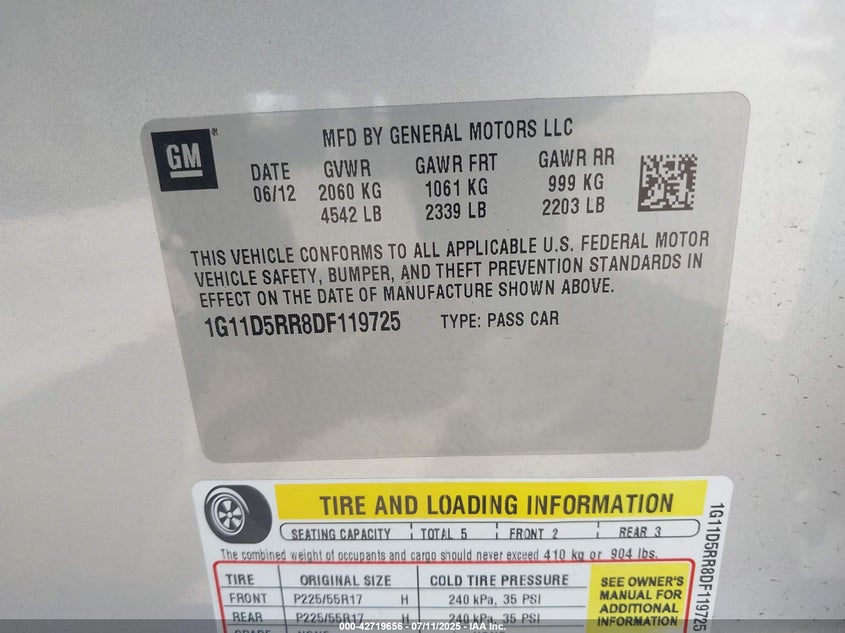 GM ®
MFD BY GENERAL MOTORS LLC
DATE GVWR GAWR FRT GAWR RR
06/12 2060 KG 1061 KG 999 KG
4542 LB 2339 LB 2203 LB
THIS VEHICLE CONFORMS TO ALL APPLICABLE U.S. FEDERAL MOTOR
VEHICLE SAFETY, BUMPER, AND THEFT PREVENTION STANDARDS IN
EFFECT ON THE DATE OF MANUFACTURE SHOWN ABOVE.
1G11D5RR8DF119725 TYPE: PASS CAR
TIRE AND LOADING INFORMATION
SEATING CAPACITY TOTAL 5 FRONT 2 REAR 3
The combined weight of occupants and cargo should never exceed 410 kg or 904 lbs.
TIRE ORIGINAL SIZE COLD TIRE PRESSURE
FRONT P225/55R17 H 240 kPa, 35 PSI
REAR P225/55R17 H 240 kPa, 35 PSI
SEE OWNER'S
MANUAL FOR
ADDITIONAL
INFORMATION
1G11D5RR8DF119725
000-42719656 - 07/11/2025 - IAA Inc.